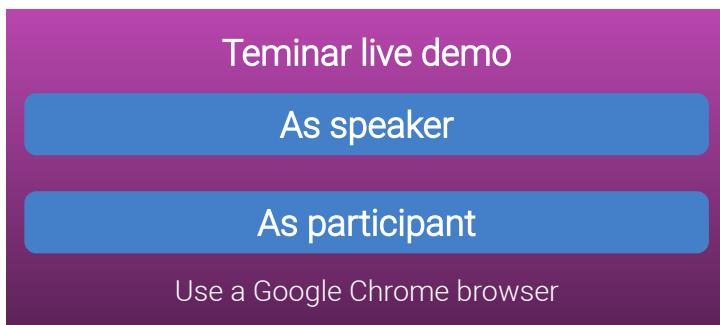 Teminar live demo
As speaker
As participant
Use a Google Chrome browser